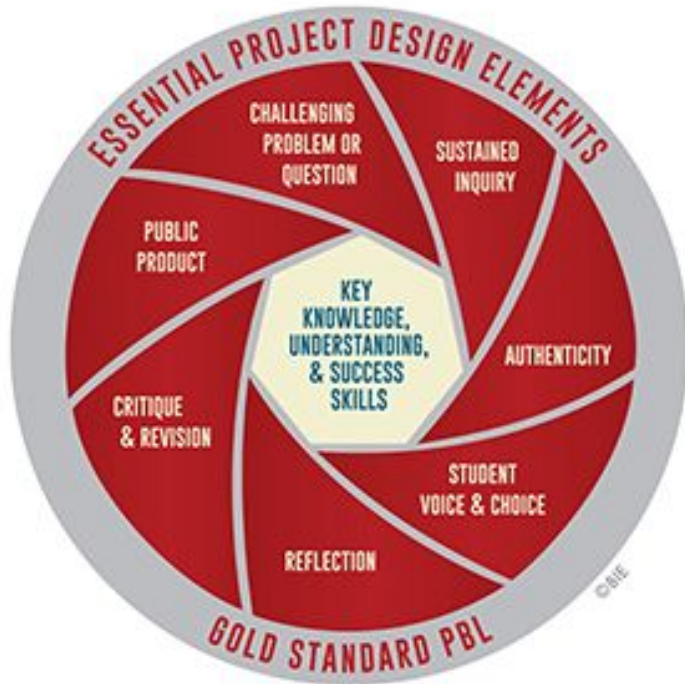 ESSENTIAL PROJECT DESIGN ELEMENTS
CHALLENGING
PROBLEM OR
QUESTION
SUSTAINED
INQUIRY
AUTHENTICITY
STUDENT
VOICE & CHOICE
REFLECTION
CRITIQUE
& REVISION
PUBLIC
PRODUCT
KEY
KNOWLEDGE,
UNDERSTANDING,
& SUCCESS
SKILLS
GOLD STANDARD PBL
©BIE